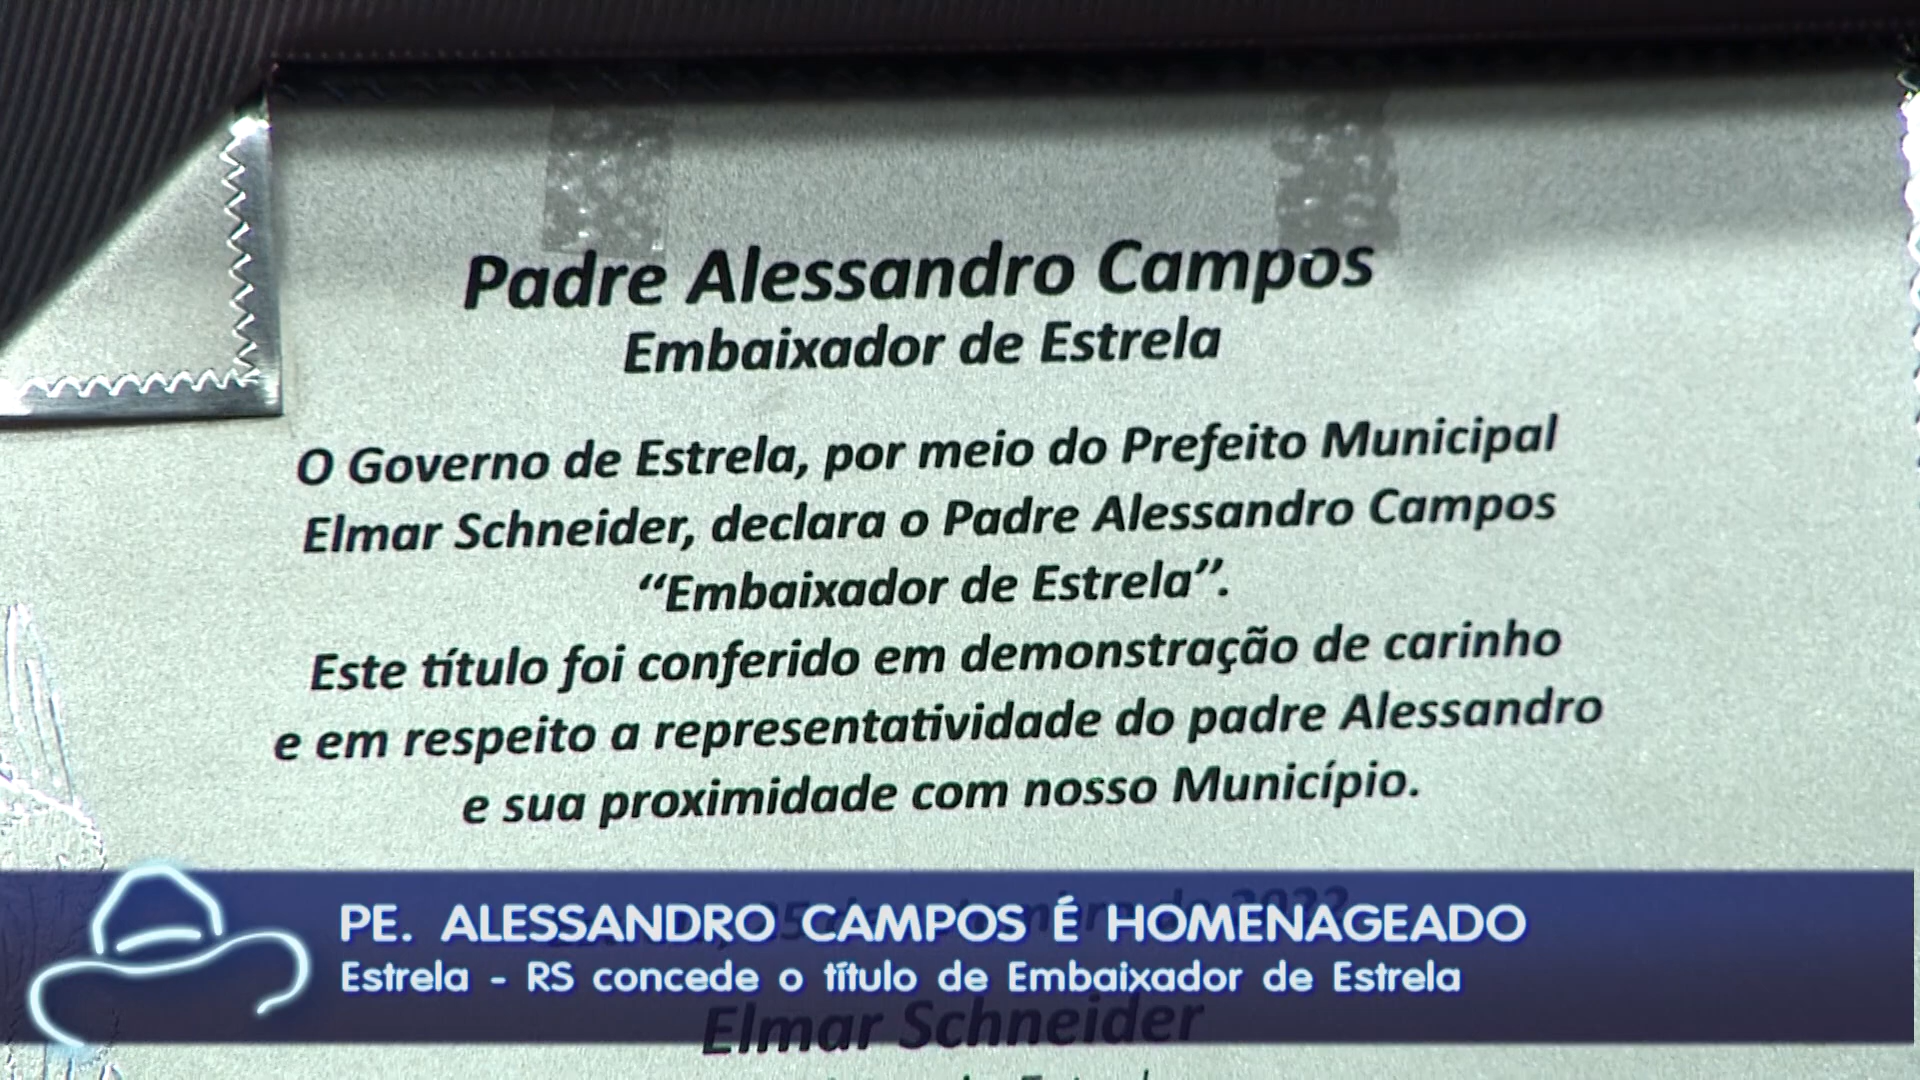 Padre Alessandro Campos
Embaixador de Estrela
O Governo de Estrela, por meio do Prefeito Municipal
Elmar Schneider, declara o Padre Alessandro Campos
“Embaixador de Estrela”.
Este título foi conferido em demonstração de carinho
e em respeito a representatividade do padre Alessandro
e sua proximidade com nosso Município.
PE. ALESSANDRO CAMPOS É HOMENAGEADO
Estrela - RS concede o título de Embaixador de Estrela
Elmar Schneider